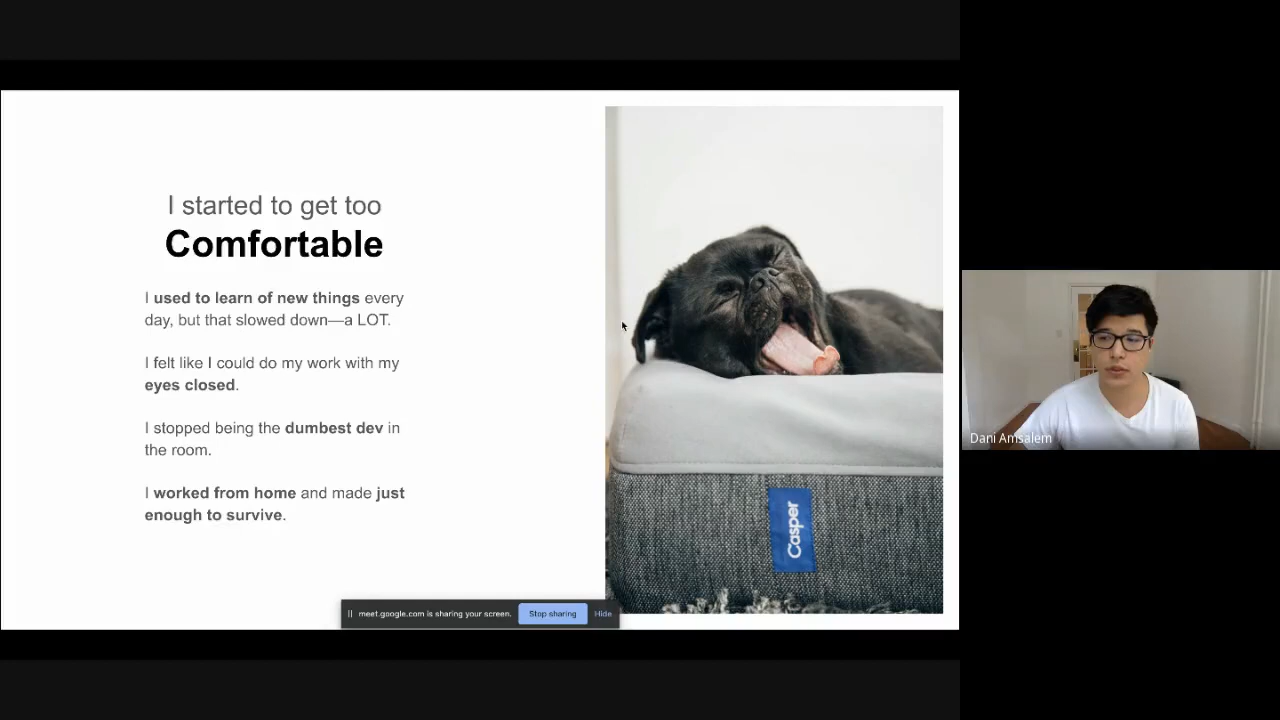 I started to get too
Comfortable
I used to learn of new things every
day, but that slowed down—a LOT.
I felt like I could do my work with my
eyes closed.
I stopped being the dumbest dev in
the room.
I worked from home and made just
enough to survive.
Casper
meet.google.com is sharing your screen. Stop sharing Hide
Dani Amsalem